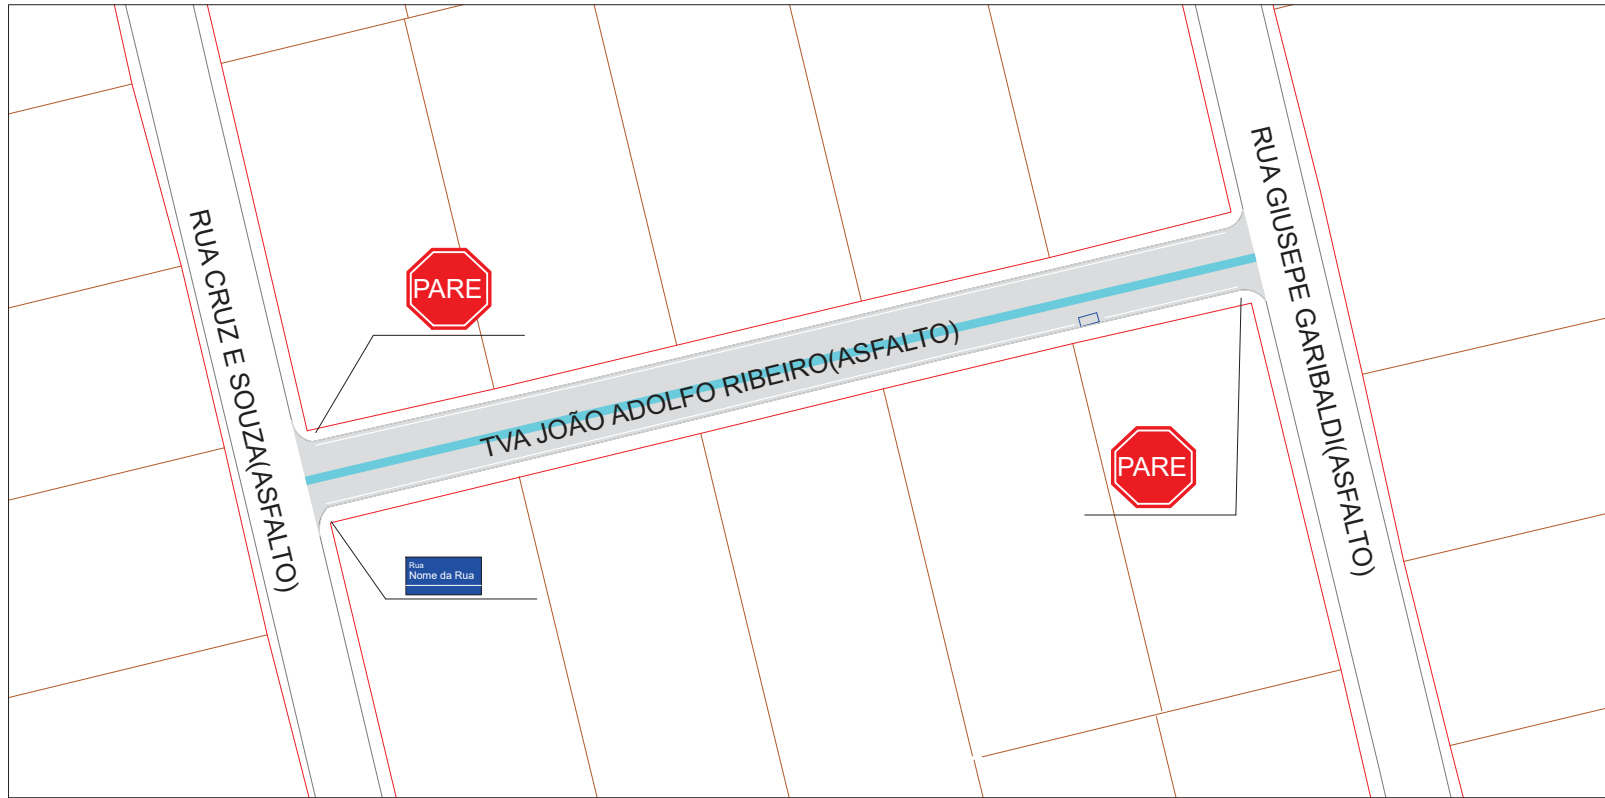 RUA CRUZ E SOUZA(ASFALTO)
PARE
TVA JOÃO ADOLFO RIBEIRO(ASFALTO)
RUA GIUSEPE GARIBALDI(ASFALTO)
PARE
Rua
Nome da Rua